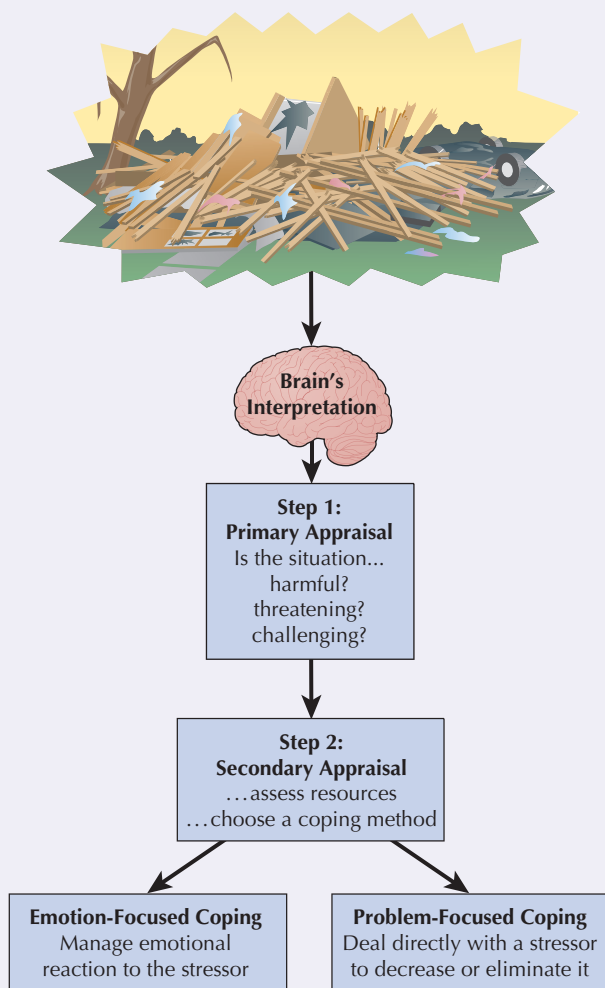 Brain's
Interpretation
Step 1:
Primary Appraisal
Is the situation...
harmful?
threatening?
challenging?
Step 2:
Secondary Appraisal
…assess resources
…choose a coping method
Emotion-Focused Coping
Manage emotional
reaction to the stressor
Problem-Focused Coping
Deal directly with a stressor
to decrease or eliminate it